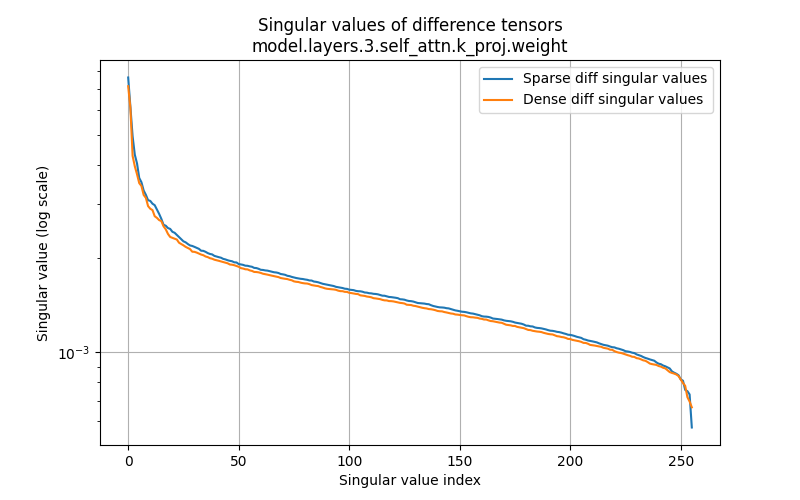 Singular values of difference tensors
model.layers.3.self_attn.k_proj.weight
Sparse diff singular values
Dense diff singular values
Singular value (log scale)
10⁻³
0 50 100 150 200 250
Singular value index